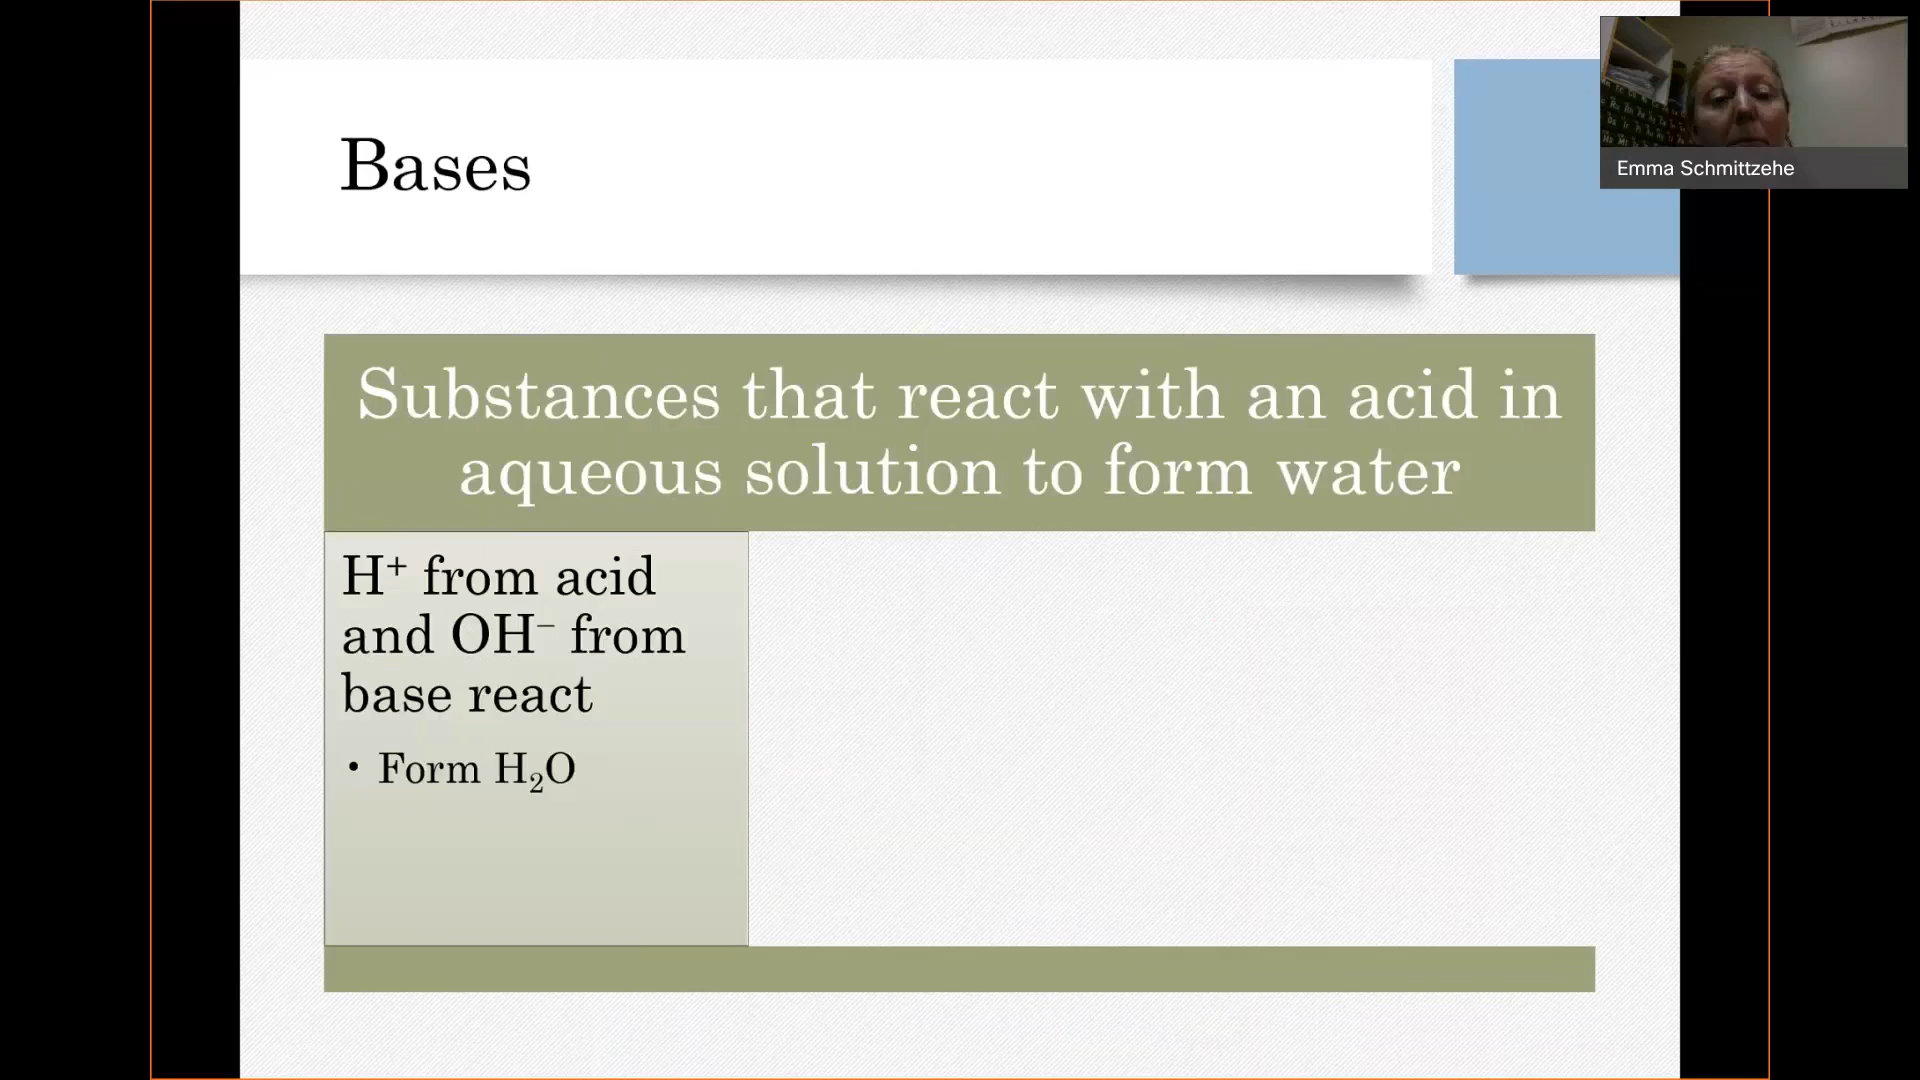 Bases
Emma Schmittzehe
Substances that react with an acid in
aqueous solution to form water
H⁺ from acid
and OH⁻ from
base react
• Form H₂O